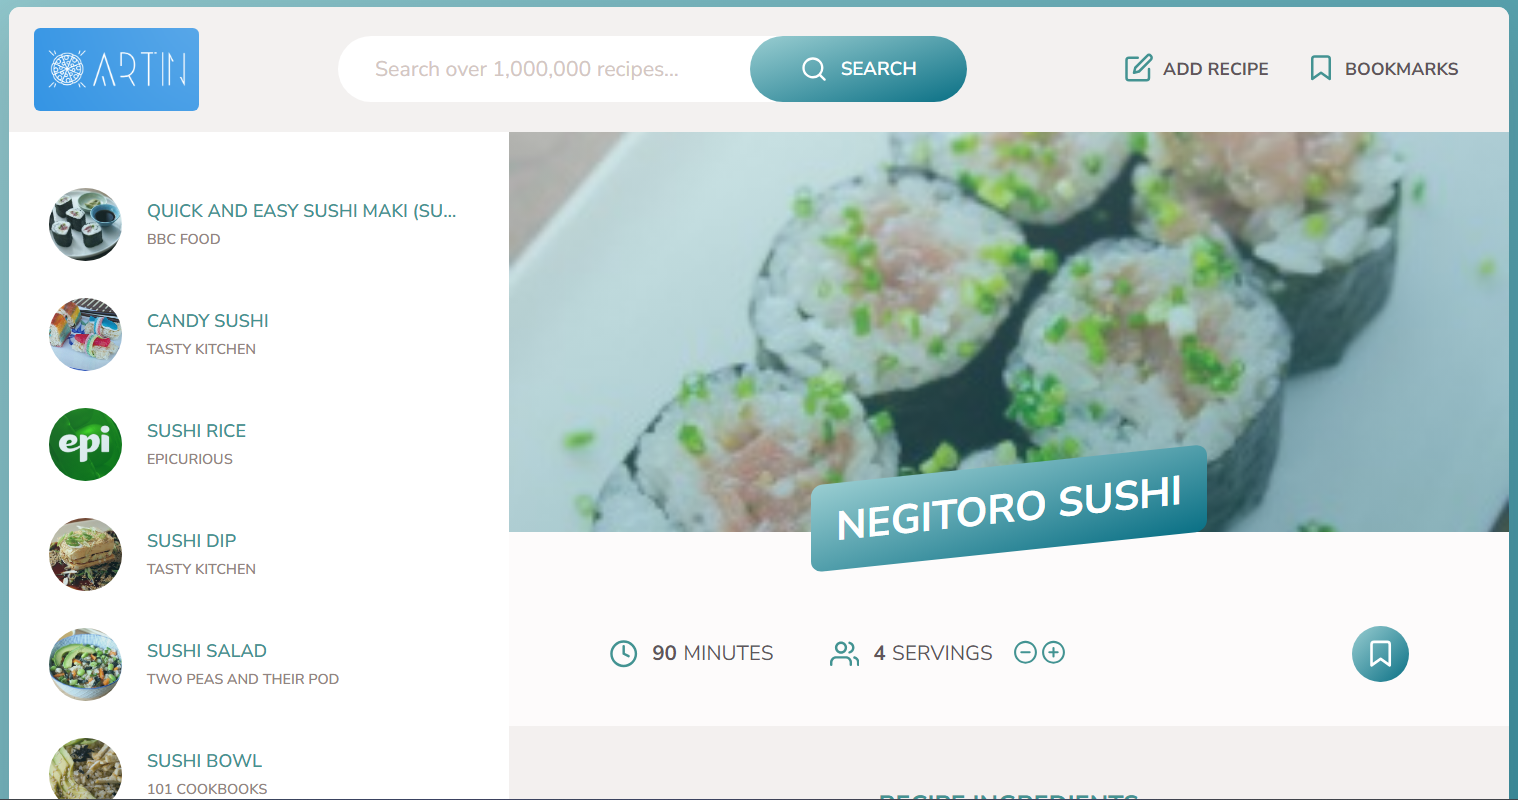 ARTIN
Search over 1,000,000 recipes...
SEARCH
ADD RECIPE
BOOKMARKS
QUICK AND EASY SUSHI MAKI (SU...
BBC FOOD
CANDY SUSHI
TASTY KITCHEN
epi
SUSHI RICE
EPICURIOUS
SUSHI DIP
TASTY KITCHEN
SUSHI SALAD
TWO PEAS AND THEIR POD
SUSHI BOWL
101 COOKBOOKS
NEGITORO SUSHI
90 MINUTES
4 SERVINGS
RECIPE INGREDIENTS